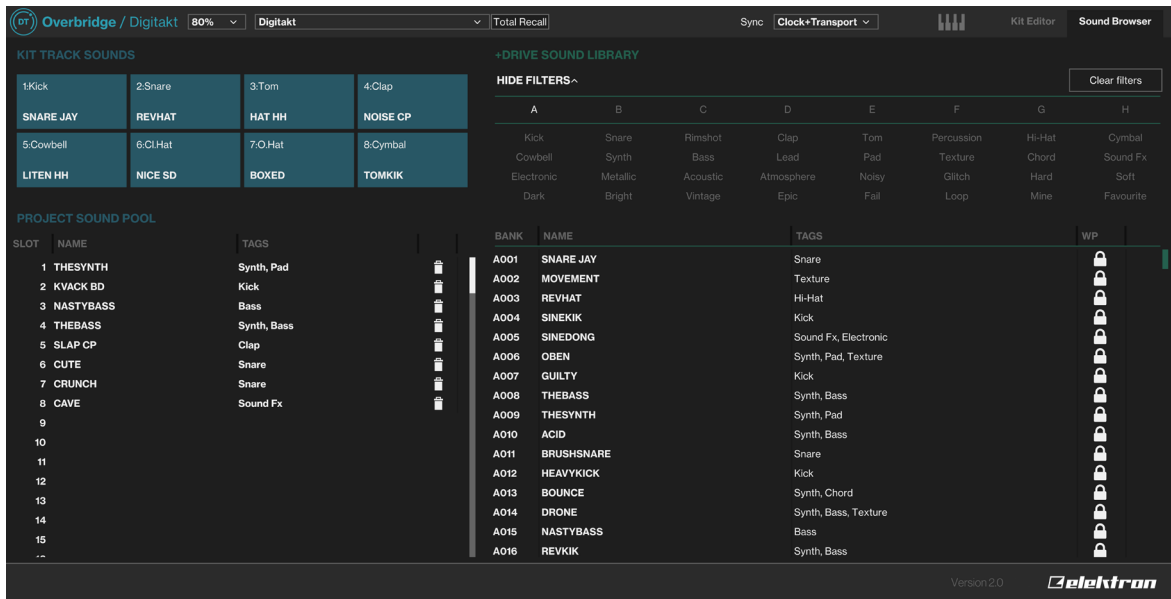 DT Overbridge / Digitakt 80% Digitakt Total Recall Sync Clock+Transport Kit Editor Sound Browser
KIT TRACK SOUNDS
1:Kick 2:Snare 3:Tom 4:Clap
SNARE JAY REVHAT HAT HH NOISE CP
5:Cowbell 6:Cl.Hat 7:O.Hat 8:Cymbal
LITEN HH NICE SD BOXED TOMKIK
PROJECT SOUND POOL
SLOT NAME TAGS
1 THESYNTH Synth, Pad
2 KVACK BD Kick
3 NASTYBASS Bass
4 THEBASS Synth, Bass
5 SLAP CP Clap
6 CUTE Snare
7 CRUNCH Snare
8 CAVE Sound Fx
9
10
11
12
13
14
15
+DRIVE SOUND LIBRARY
HIDE FILTERS Clear filters
A B C D E F G H
Kick Snare Rimshot Clap Tom Percussion Hi-Hat Cymbal
Cowbell Synth Bass Lead Pad Texture Chord Sound Fx
Electronic Metallic Acoustic Atmosphere Noisy Glitch Hard Soft
Dark Bright Vintage Epic Fail Loop Mine Favourite
BANK NAME TAGS WP
A001 SNARE JAY Snare
A002 MOVEMENT Texture
A003 REVHAT Hi-Hat
A004 SINEKIK Kick
A005 SINEDONG Sound Fx, Electronic
A006 OBEN Synth, Pad, Texture
A007 GUILTY Kick
A008 THEBASS Synth, Bass
A009 THESYNTH Synth, Pad
A010 ACID Synth, Bass
A011 BRUSHSNARE Snare
A012 HEAVYKICK Kick
A013 BOUNCE Synth, Chord
A014 DRONE Synth, Bass, Texture
A015 NASTYBASS Bass
A016 REVKIK Synth, Bass
Version 2.0 elektron